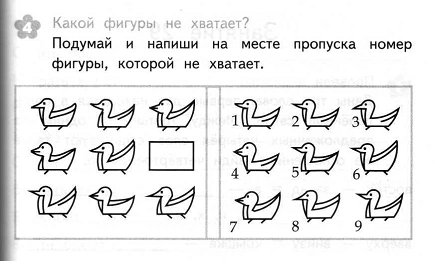 4 Какой фигуры не хватает?
Подумай и напиши на месте пропуска номер
фигуры, которой не хватает.
1 2 3
4 5 6
7 8 9